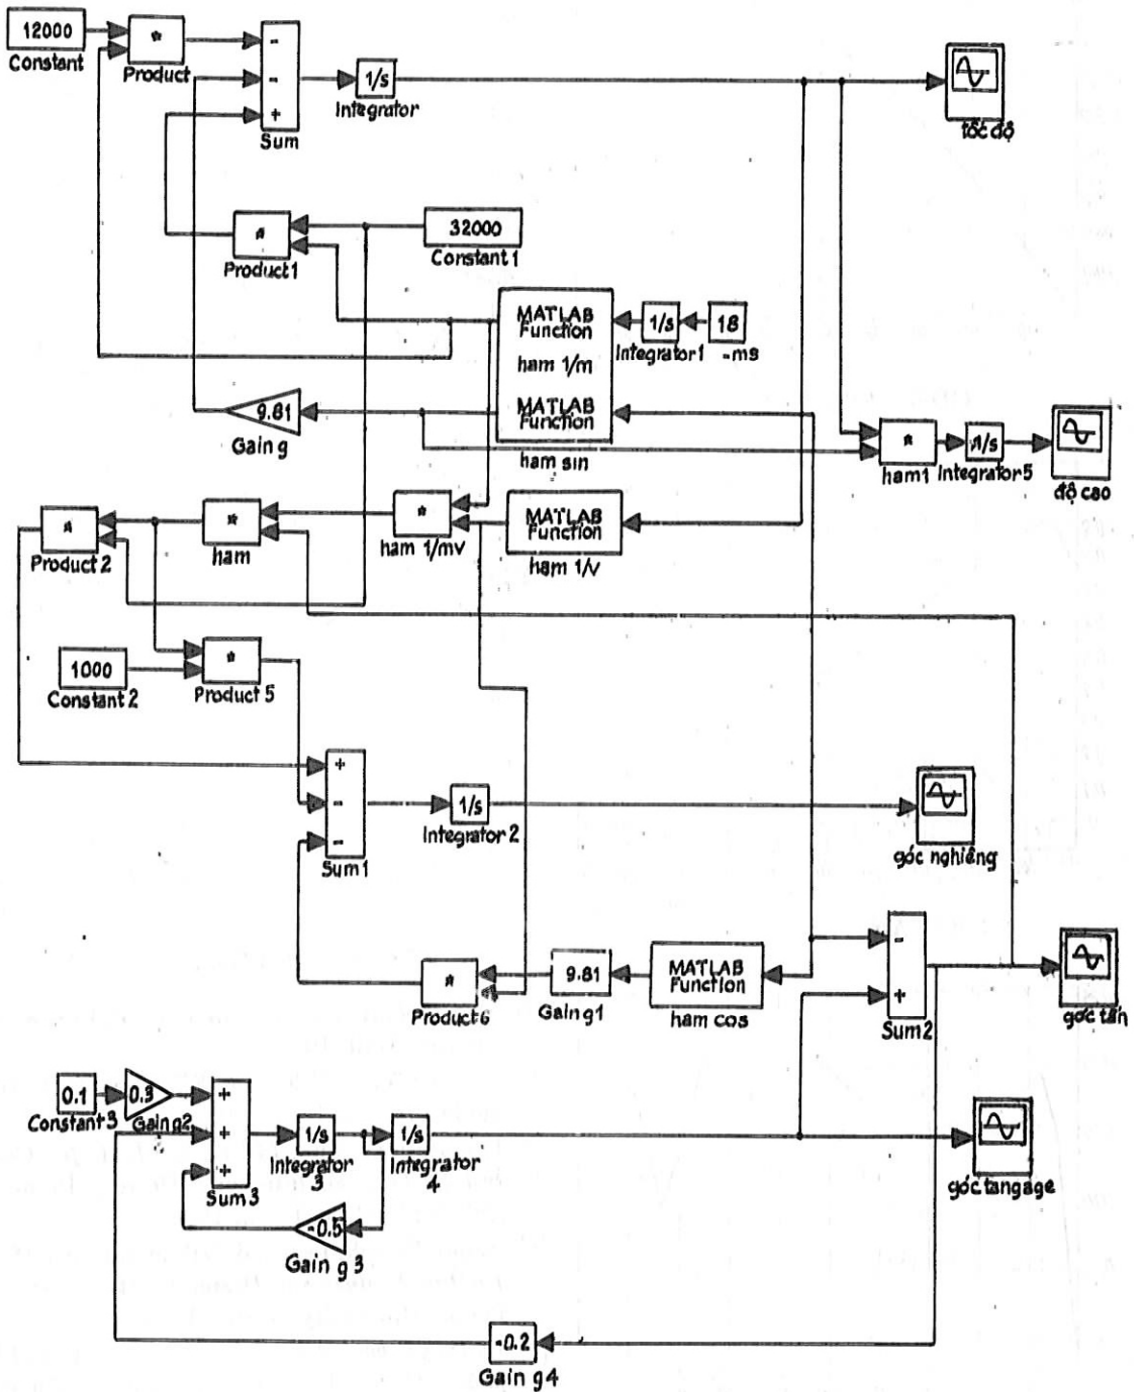 12000
Constant
*
Product
-
-
+
Sum
1/s
Integrator
tốc độ
*
Product1
32000
Constant 1
MATLAB
Function
ham 1/m
1/s
Integrator1
18
-ms
9.81
Gain g
MATLAB
Function
ham sin
*
ham1
1/s
Integrator5
độ cao
*
Product 2
*
ham
*
ham 1/mv
MATLAB
Function
ham 1/v
1000
Constant 2
*
Product 5
+
-
-
Sum1
1/s
Integrator 2
góc nghiêng
*
Product6
9.81
Gaing1
MATLAB
Function
ham cos
-
+
Sum2
góc tấn
0.1
Constant3
0.3
Gaing2
+
+
+
Sum3
1/s
Integrator
3
1/s
Integrator
4
góc tangage
-0.5
Gain g 3
-0.2
Gain g4